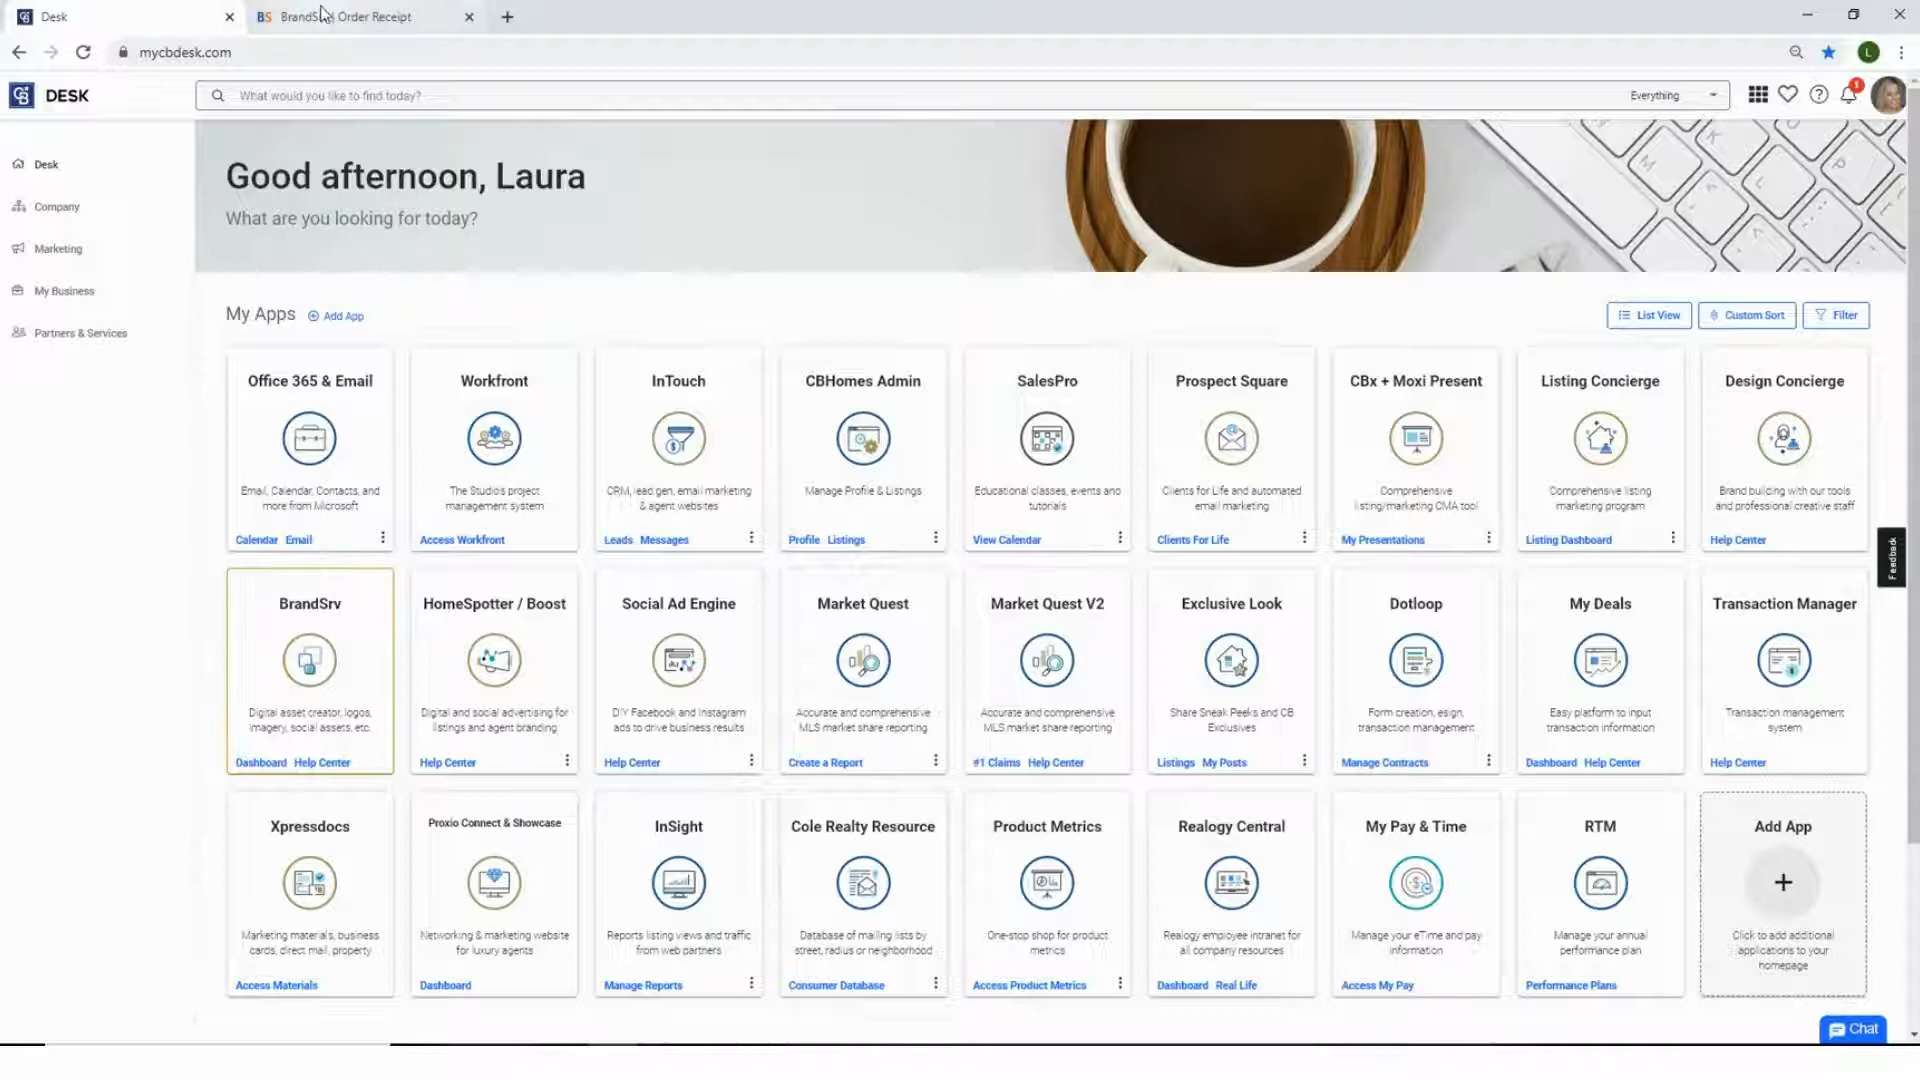 Desk
BS BrandS Order Receipt
mycbdesk.com
L
CB DESK
What would you like to find today?
Everything
1
Desk
Company
Marketing
My Business
Partners & Services
Good afternoon, Laura
What are you looking for today?
My Apps Add App
List View Custom Sort Filter
Office 365 & Email
Email, Calendar, Contacts, and
more from Microsoft
Calendar Email
Workfront
The Studio's project
management system
Access Workfront
InTouch
CRM, lead gen, email marketing
& agent websites
Leads Messages
CBHomes Admin
Manage Profile & Listings
Profile Listings
SalesPro
Educational classes, events and
tutorials
View Calendar
Prospect Square
Clients for Life and automated
email marketing
Clients For Life
CBx + Moxi Present
Comprehensive
listing/marketing CMA tool
My Presentations
Listing Concierge
Comprehensive listing
marketing program
Listing Dashboard
Design Concierge
Brand building with our tools
and professional creative staff
Help Center
BrandSrv
Digital asset creator, logos,
imagery, social assets, etc.
Dashboard Help Center
HomeSpotter / Boost
Digital and social advertising for
listings and agent branding
Help Center
Social Ad Engine
DIY Facebook and Instagram
ads to drive business results
Help Center
Market Quest
Accurate and comprehensive
MLS market share reporting
Create a Report
Market Quest V2
Accurate and comprehensive
MLS market share reporting
#1 Claims Help Center
Exclusive Look
Share Sneak Peeks and CB
Exclusives
Listings My Posts
Dotloop
Form creation, esign,
transaction management
Manage Contracts
My Deals
Easy platform to input
transaction information
Dashboard Help Center
Transaction Manager
Transaction management
system
Help Center
Xpressdocs
Marketing materials, business
cards, direct mail, property
Access Materials
Proxio Connect & Showcase
Networking & marketing website
for luxury agents
Dashboard
InSight
Reports listing views and traffic
from web partners
Manage Reports
Cole Realty Resource
Database of mailing lists by
street, radius or neighborhood
Consumer Database
Product Metrics
One-stop shop for product
metrics
Access Product Metrics
Realogy Central
Realogy employee intranet for
all company resources
Dashboard Real Life
My Pay & Time
Manage your eTime and pay
information
Access My Pay
RTM
Manage your annual
performance plan
Performance Plans
Add App
Click to add additional
applications to your
homepage
Feedback
Chat